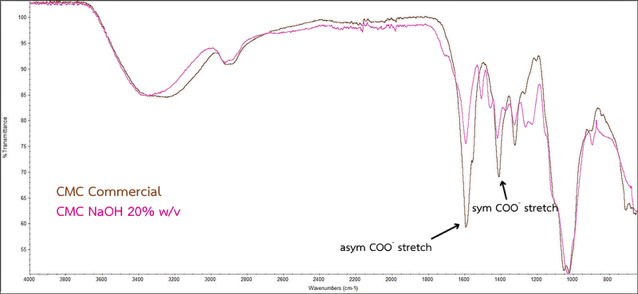 100
95
90
85
80
75
70
65
60
55
% Transmittance
CMC Commercial
CMC NaOH 20% w/v
sym COO⁻ stretch
asym COO⁻ stretch
4000 3800 3600 3400 3200 3000 2800 2600 2400 2200 2000 1800 1600 1400 1200 1000 800
Wavenumbers (cm-1)